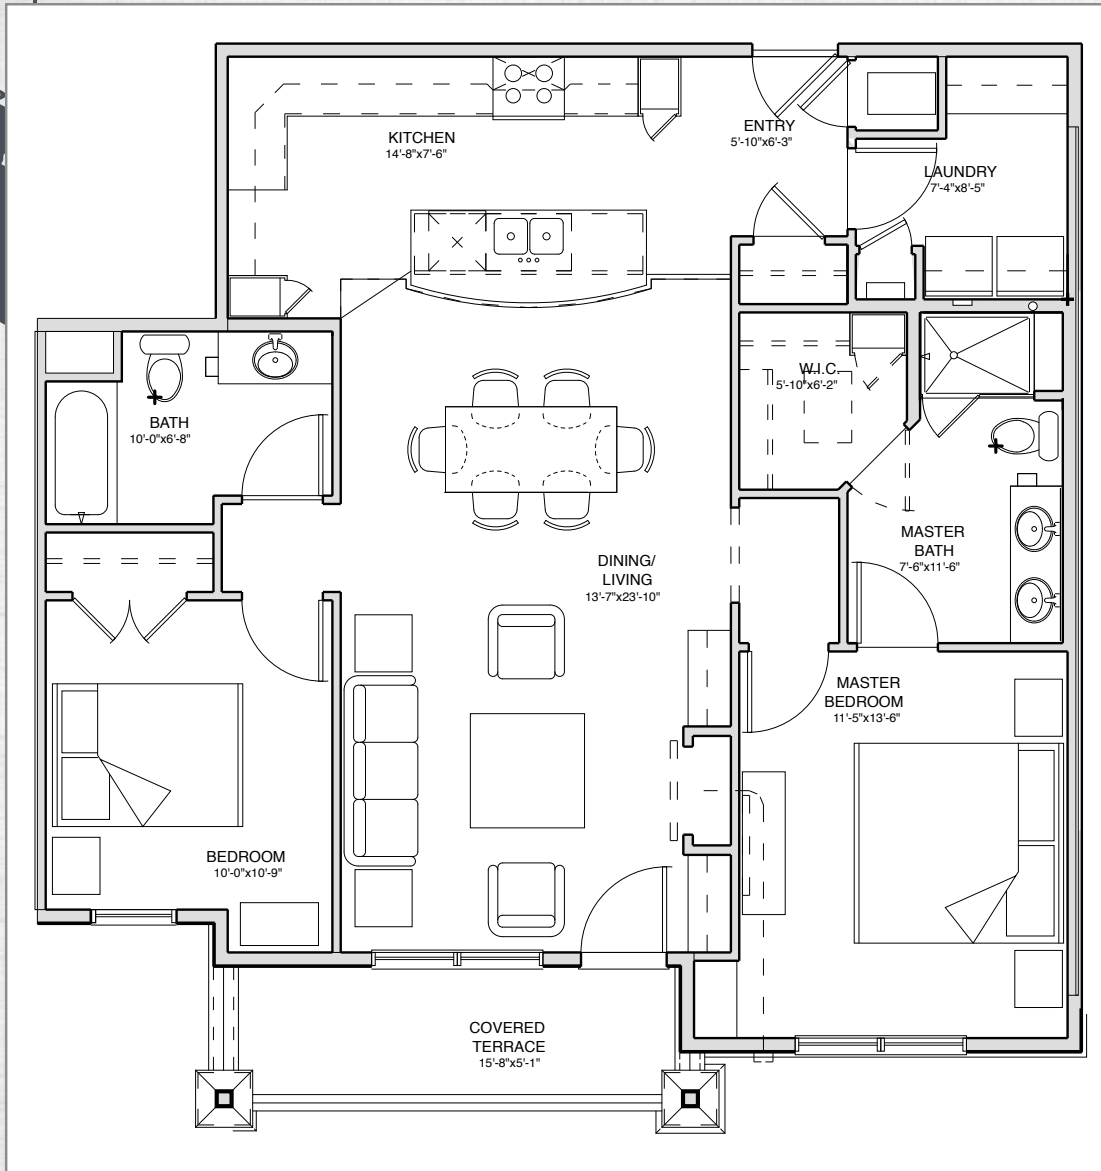 KITCHEN
14'-8"x7'-6"
ENTRY
5'-10"x6'-3"
LAUNDRY
7'-4"x8'-5"
W.I.C.
5'-10"x6'-2"
BATH
10'-0"x6'-8"
MASTER
BATH
7'-6"x11'-6"
DINING/
LIVING
13'-7"x23'-10"
MASTER
BEDROOM
11'-5"x13'-6"
BEDROOM
10'-0"x10'-9"
COVERED
TERRACE
15'-8"x5'-1"